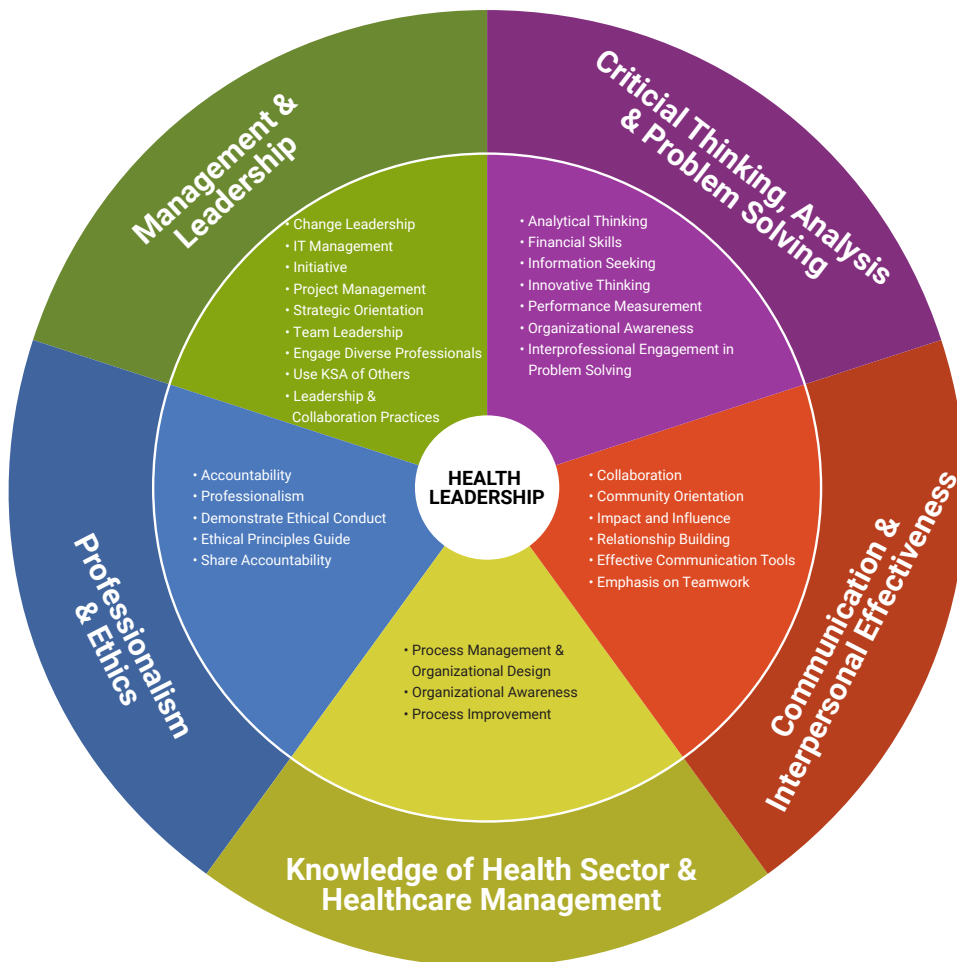 Management &
Leadership
• Change Leadership
• IT Management
• Initiative
• Project Management
• Strategic Orientation
• Team Leadership
• Engage Diverse Professionals
• Use KSA of Others
• Leadership &
Collaboration Practices
Criticial Thinking, Analysis
& Problem Solving
• Analytical Thinking
• Financial Skills
• Information Seeking
• Innovative Thinking
• Performance Measurement
• Organizational Awareness
• Interprofessional Engagement in
Problem Solving
HEALTH
LEADERSHIP
Professionalism
& Ethics
• Accountability
• Professionalism
• Demonstrate Ethical Conduct
• Ethical Principles Guide
• Share Accountability
• Collaboration
• Community Orientation
• Impact and Influence
• Relationship Building
• Effective Communication Tools
• Emphasis on Teamwork
Communication &
Interpersonal Effectiveness
• Process Management &
Organizational Design
• Organizational Awareness
• Process Improvement
Knowledge of Health Sector &
Healthcare Management